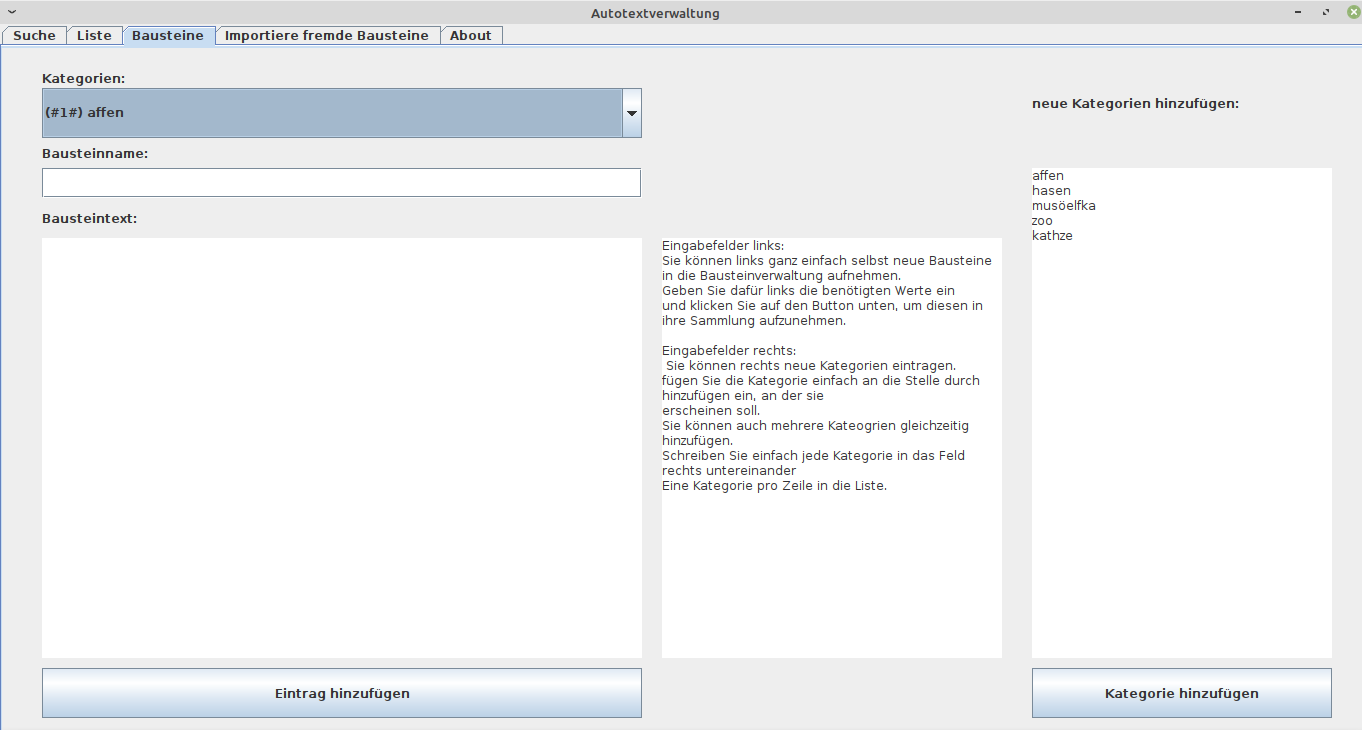 Autotextverwaltung
Suche Liste Bausteine Importiere fremde Bausteine About
Kategorien:
(#1#) affen
Bausteinname:
Bausteintext:
Eingabefelder links:
Sie können links ganz einfach selbst neue Bausteine
in die Bausteinverwaltung aufnehmen.
Geben Sie dafür links die benötigten Werte ein
und klicken Sie auf den Button unten, um diesen in
ihre Sammlung aufzunehmen.
Eingabefelder rechts:
Sie können rechts neue Kategorien eintragen.
fügen Sie die Kategorie einfach an die Stelle durch
hinzufügen ein, an der sie
erscheinen soll.
Sie können auch mehrere Kateogrien gleichzeitig
hinzufügen.
Schreiben Sie einfach jede Kategorie in das Feld
rechts untereinander
Eine Kategorie pro Zeile in die Liste.
neue Kategorien hinzufügen:
affen
hasen
musöelfka
zoo
kathze
Eintrag hinzufügen
Kategorie hinzufügen